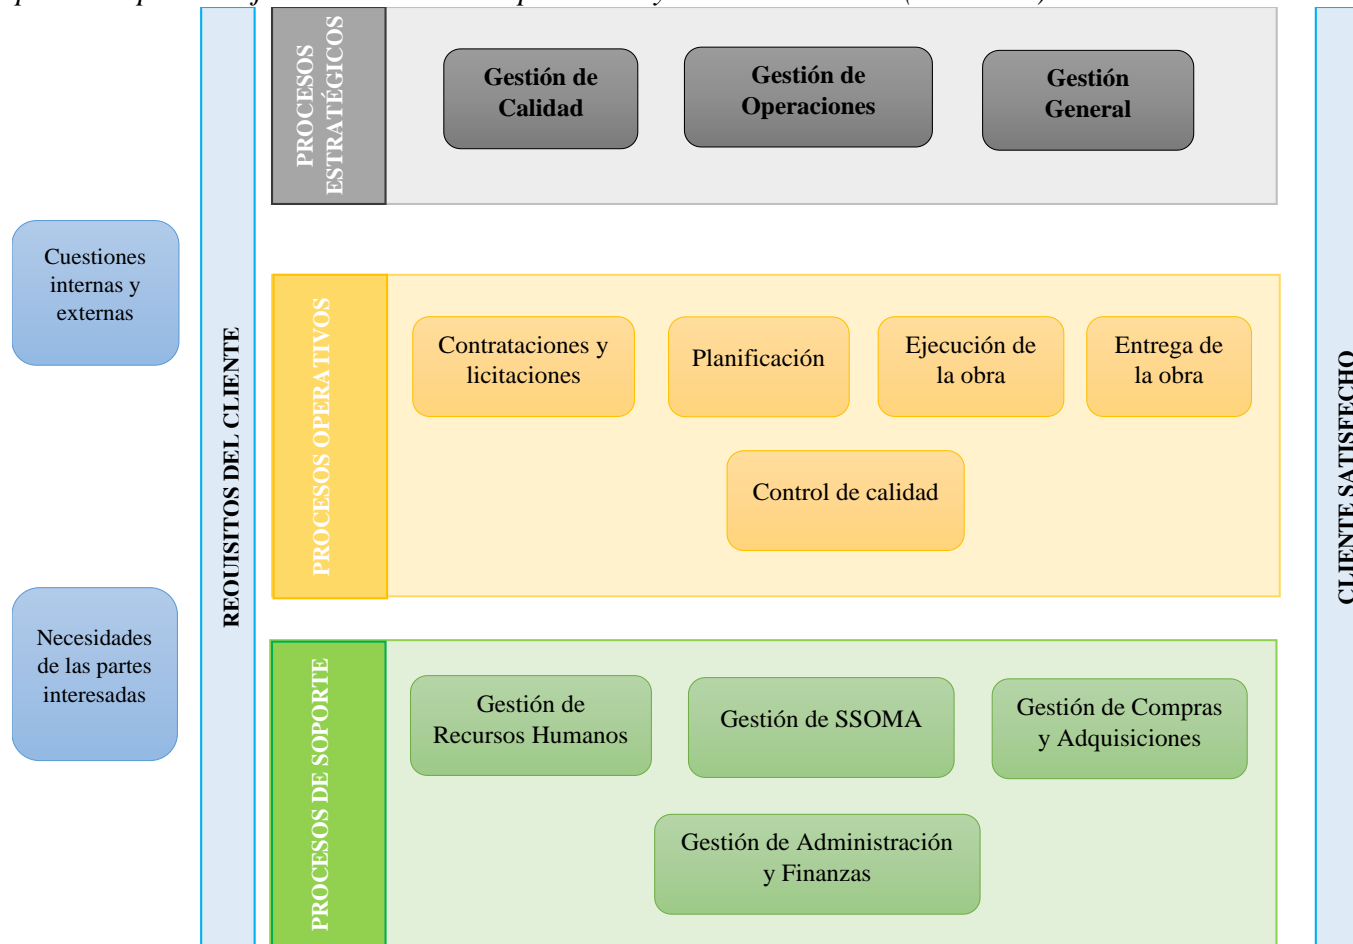 PROCESOS
ESTRATÉGICOS
Gestión de
Calidad
Gestión de
Operaciones
Gestión
General
Cuestiones
internas y
externas
Necesidades
de las partes
interesadas
REQUISITOS DEL CLIENTE
PROCESOS OPERATIVOS
Contrataciones y
licitaciones
Planificación
Ejecución de
la obra
Entrega de
la obra
Control de calidad
PROCESOS DE SOPORTE
Gestión de
Recursos Humanos
Gestión de SSOMA
Gestión de Compras
y Adquisiciones
Gestión de Administración
y Finanzas
CLIENTE SATISFECHO